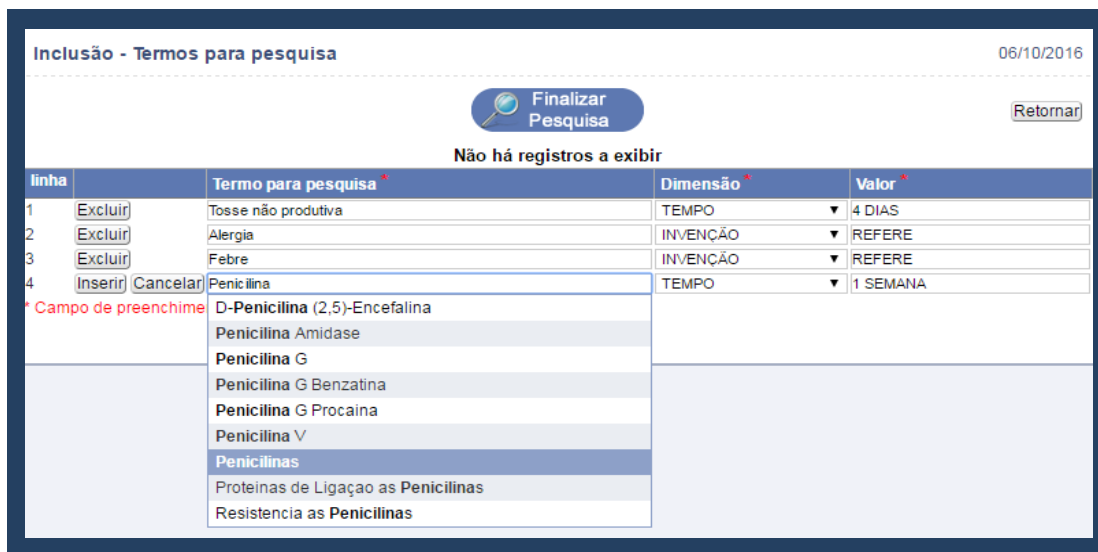 Inclusão - Termos para pesquisa 06/10/2016
Finalizar
Pesquisa
Retornar
Não há registros a exibir
linha Termo para pesquisa * Dimensão * Valor *
1 Excluir Tosse não produtiva TEMPO 4 DIAS
2 Excluir Alergia INVENÇÃO REFERE
3 Excluir Febre INVENÇÃO REFERE
4 Inserir Cancelar Penicilina TEMPO 1 SEMANA
* Campo de preenchime D-Penicilina (2,5)-Encefalina
Penicilina Amidase
Penicilina G
Penicilina G Benzatina
Penicilina G Procaina
Penicilina V
Penicilinas
Proteinas de Ligaçao as Penicilinas
Resistencia as Penicilinas